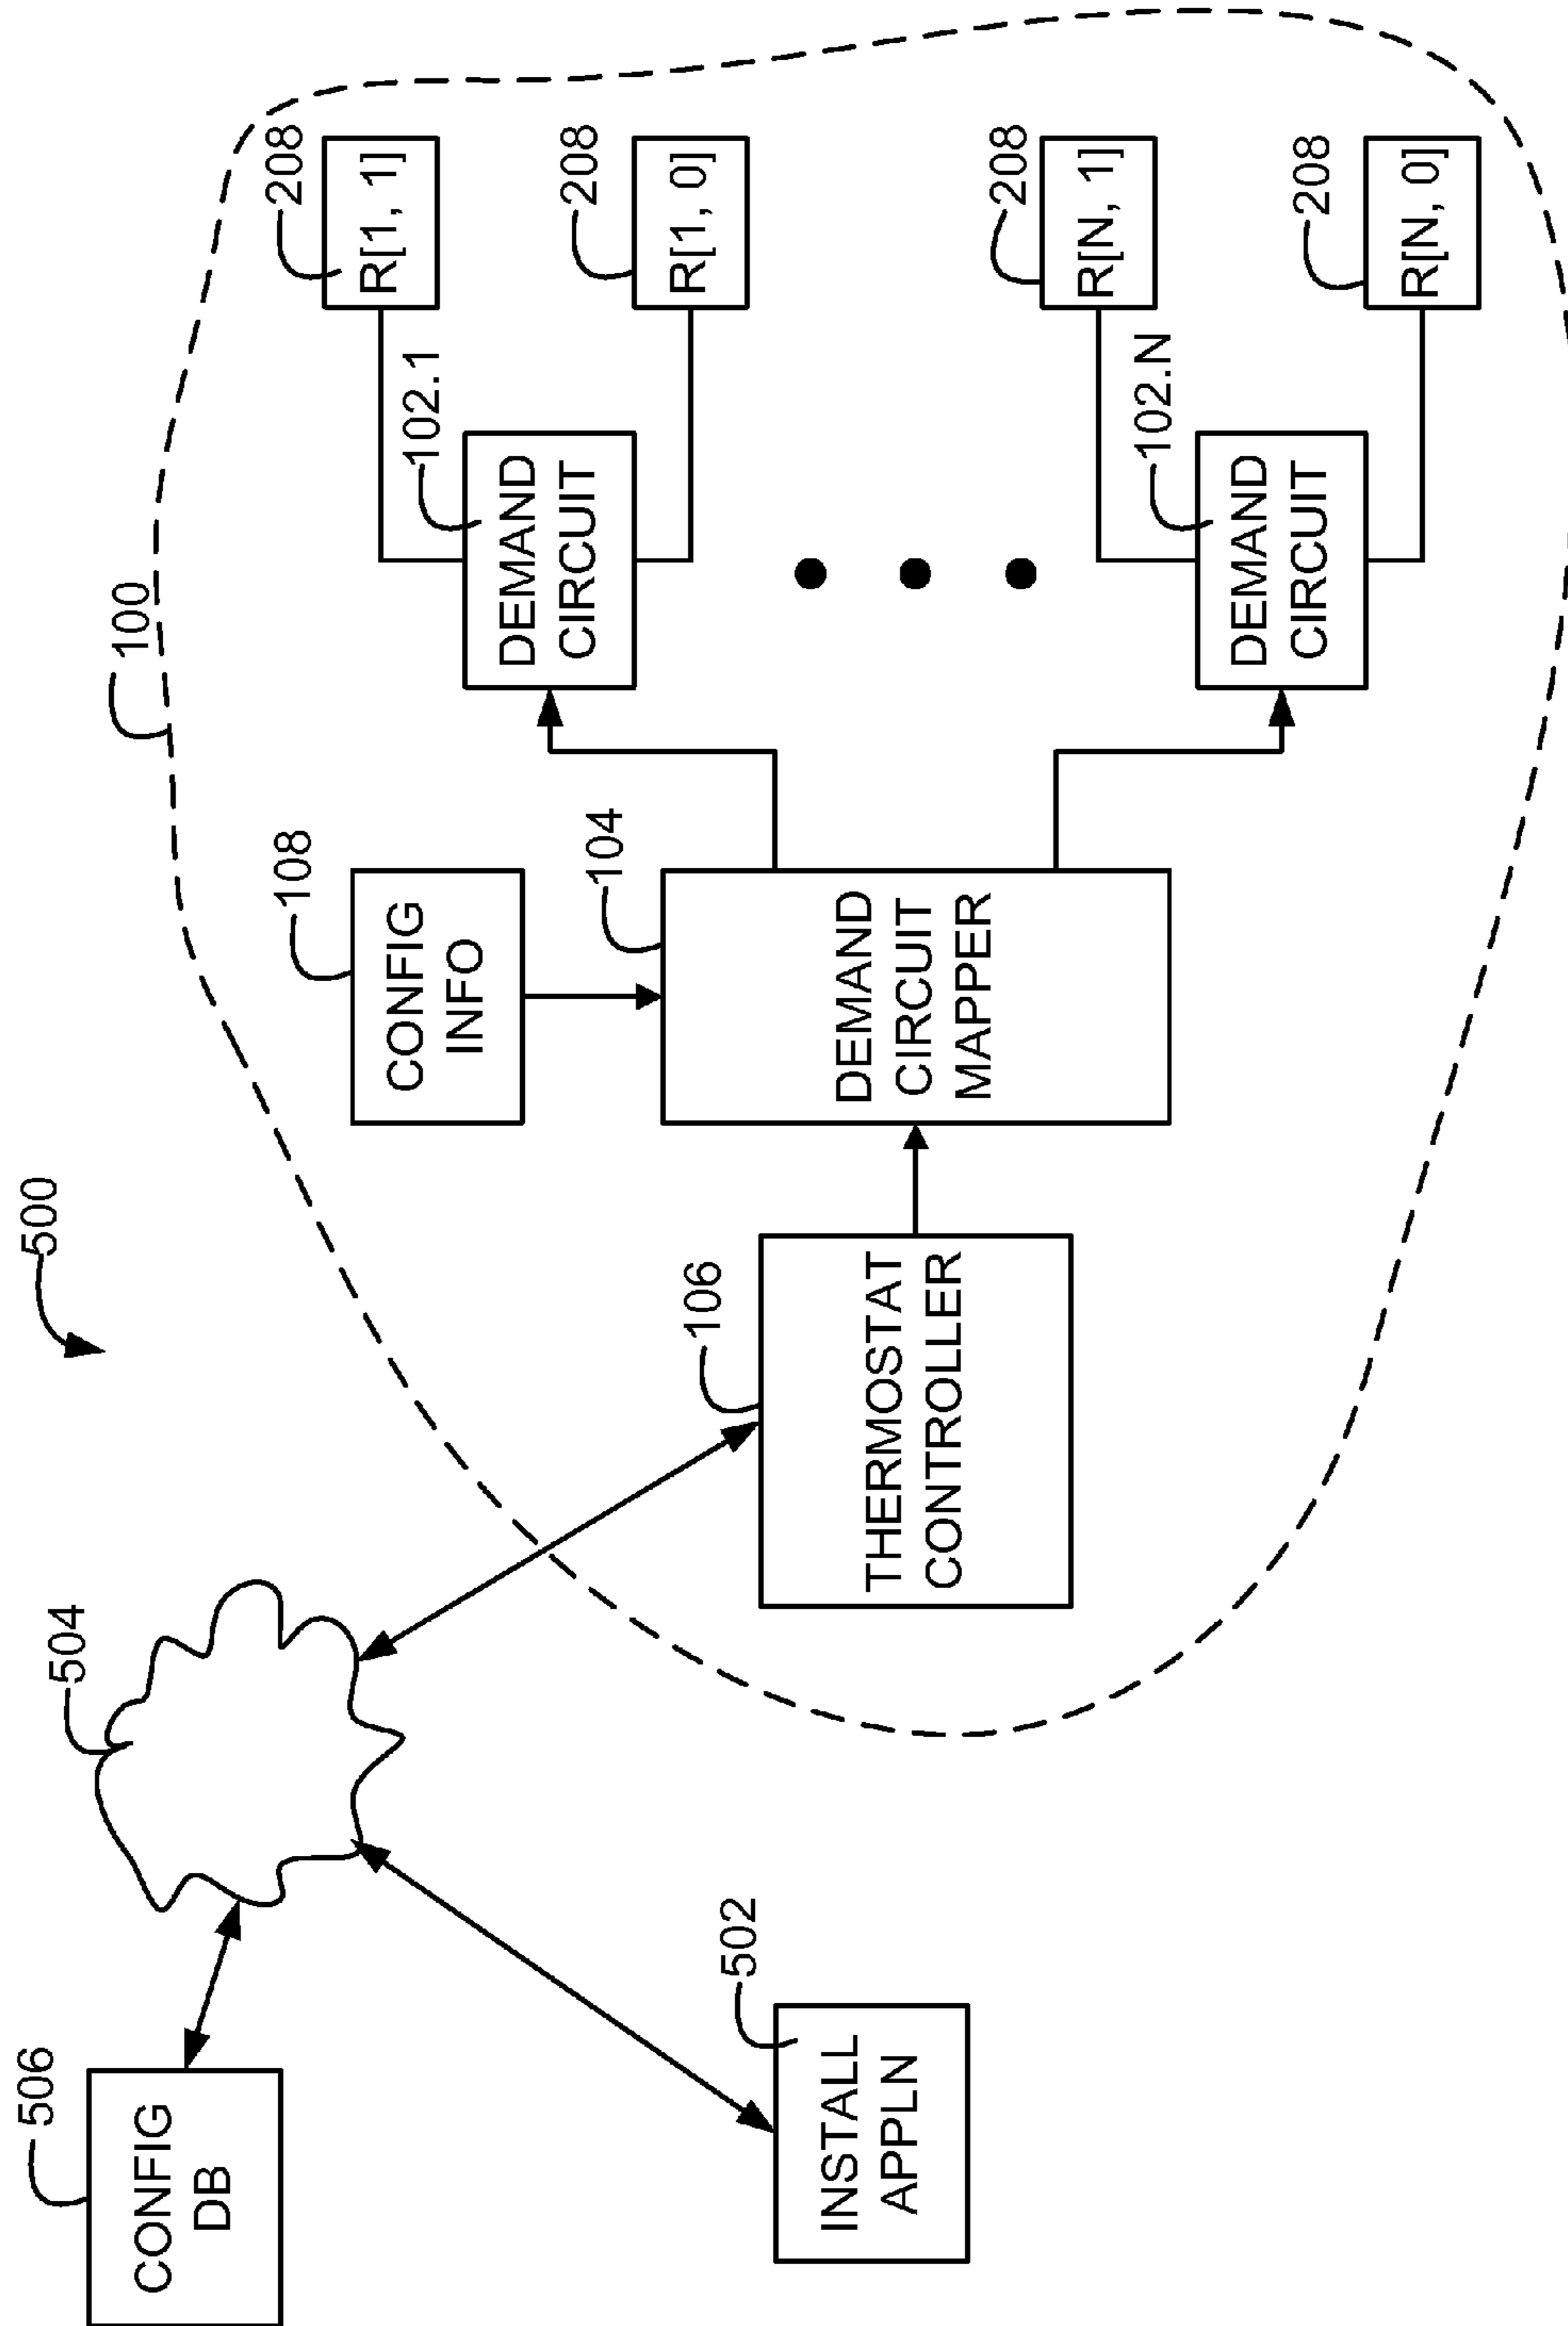 500
506
CONFIG
DB
504
502
INSTALL
APPLN
100
106
THERMOSTAT
CONTROLLER
108
CONFIG
INFO
104
DEMAND
CIRCUIT
MAPPER
102.1
DEMAND
CIRCUIT
208
R[1, 1]
208
R[1, 0]
102.N
DEMAND
CIRCUIT
208
R[N, 1]
208
R[N, 0]